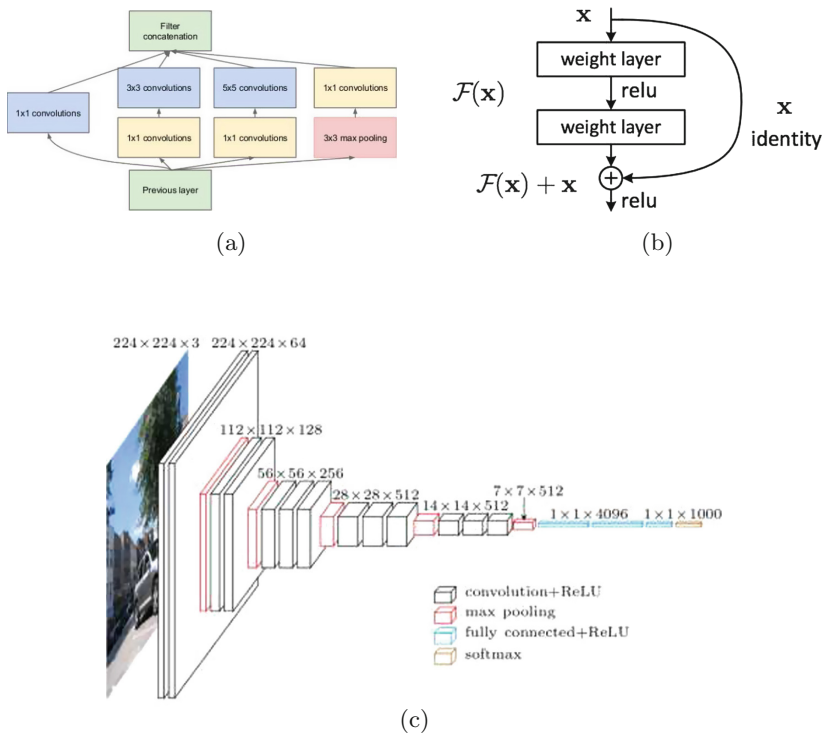 Filter
concatenation
3x3 convolutions
5x5 convolutions
1x1 convolutions
1x1 convolutions
1x1 convolutions
1x1 convolutions
3x3 max pooling
Previous layer
(a)
x
weight layer
F(x)
relu
weight layer
x
identity
F(x) + x
+
relu
(b)
224×224×3
224×224×64
112×112×128
56×56×256
28×28×512
14×14×512
7×7×512
1×1×4096
1×1×1000
convolution+ReLU
max pooling
fully connected+ReLU
softmax
(c)